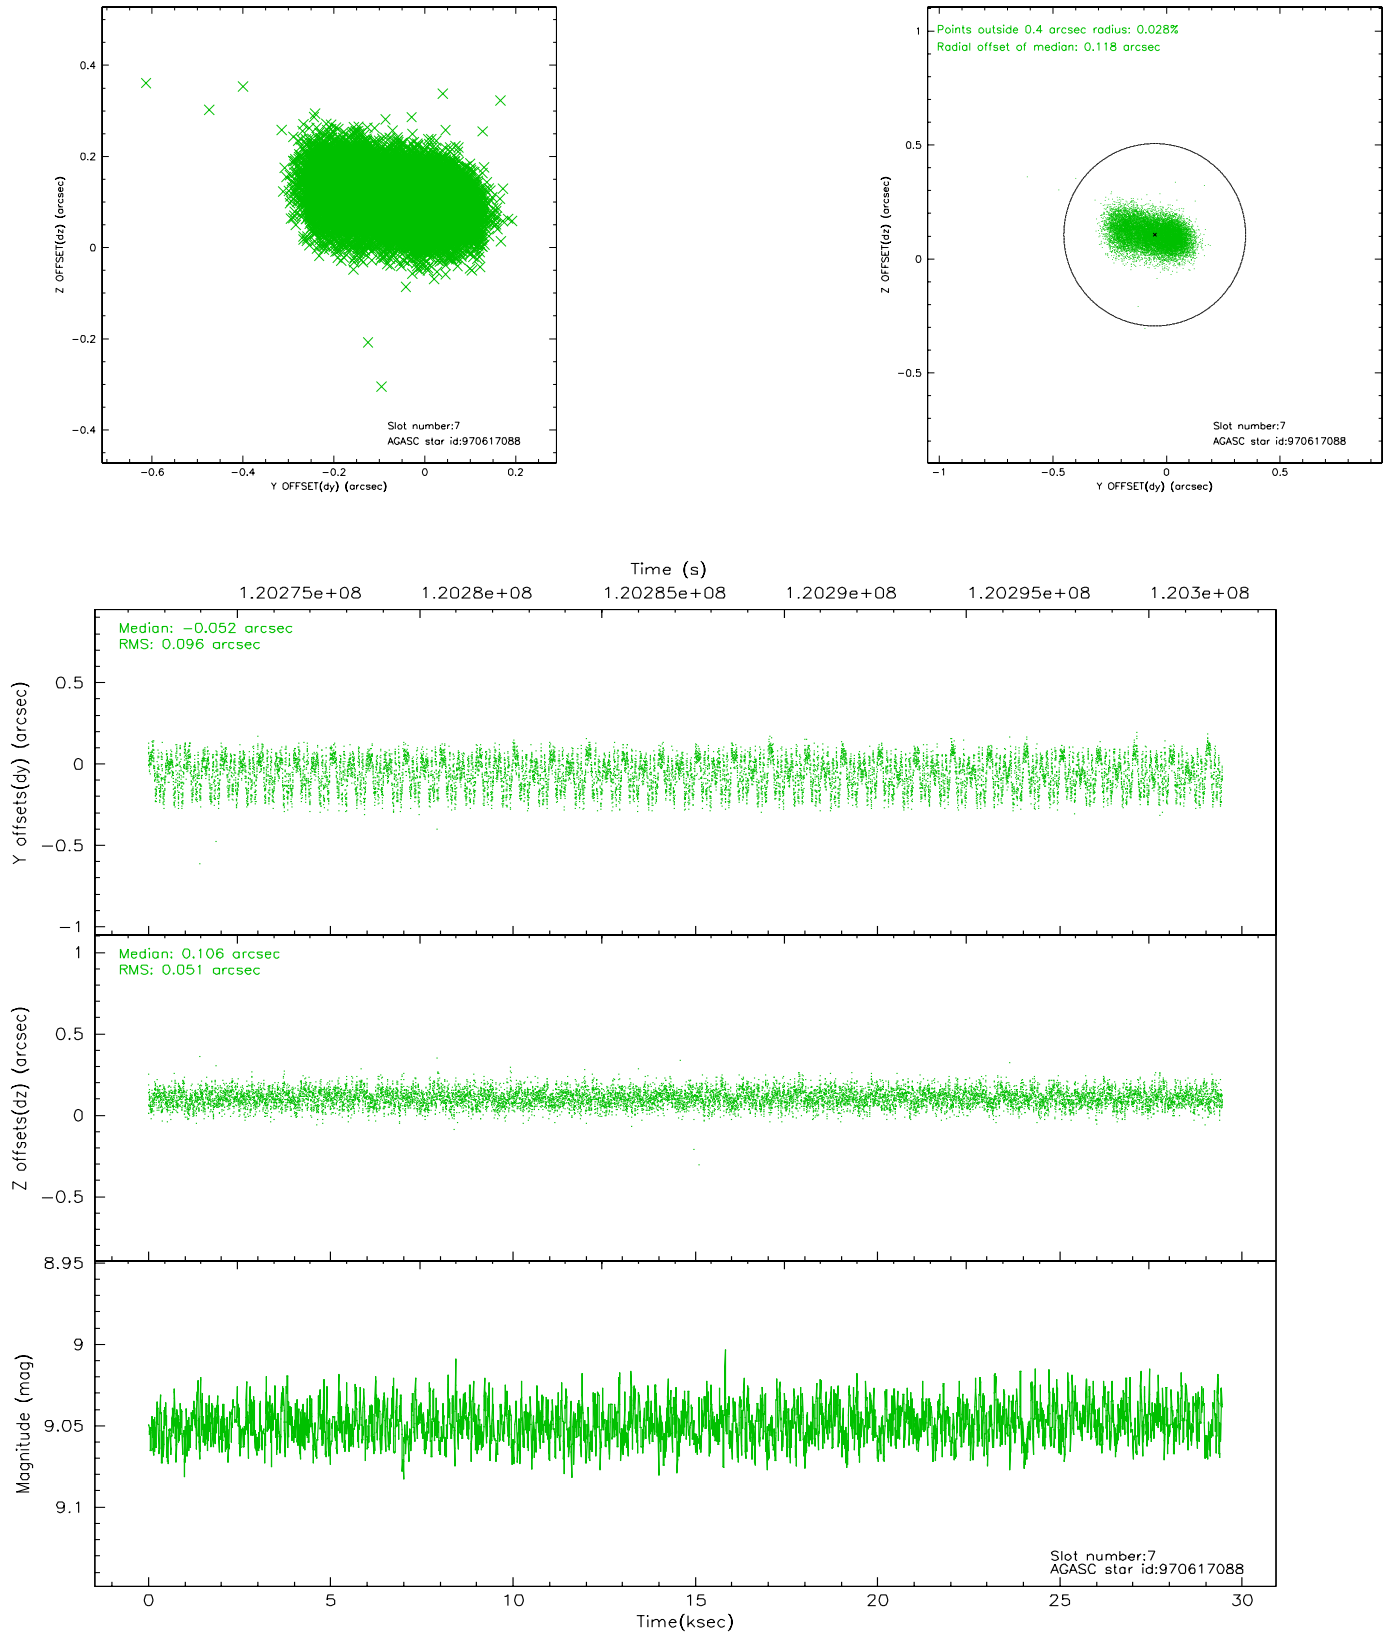 0.4
0.2
0
−0.2
−0.4
Z OFFSET(dz) (arcsec)
Slot number:7
AGASC star id:970617088
−0.6 −0.4 −0.2 0 0.2
Y OFFSET(dy) (arcsec)
Points outside 0.4 arcsec radius: 0.028%
Radial offset of median: 0.118 arcsec
1
0.5
0
−0.5
Z OFFSET(dz) (arcsec)
Slot number:7
AGASC star id:970617088
−1 −0.5 0 0.5
Y OFFSET(dy) (arcsec)
Time (s)
1.20275e+08 1.2028e+08 1.20285e+08 1.2029e+08 1.20295e+08 1.203e+08
Median: −0.052 arcsec
RMS: 0.096 arcsec
0.5
0
−0.5
−1
Y offsets(dy) (arcsec)
Median: 0.106 arcsec
RMS: 0.051 arcsec
1
0.5
0
−0.5
Z offsets(dz) (arcsec)
8.95
9
9.05
9.1
Magnitude (mag)
Slot number:7
AGASC star id:970617088
0 5 10 15 20 25 30
Time(ksec)